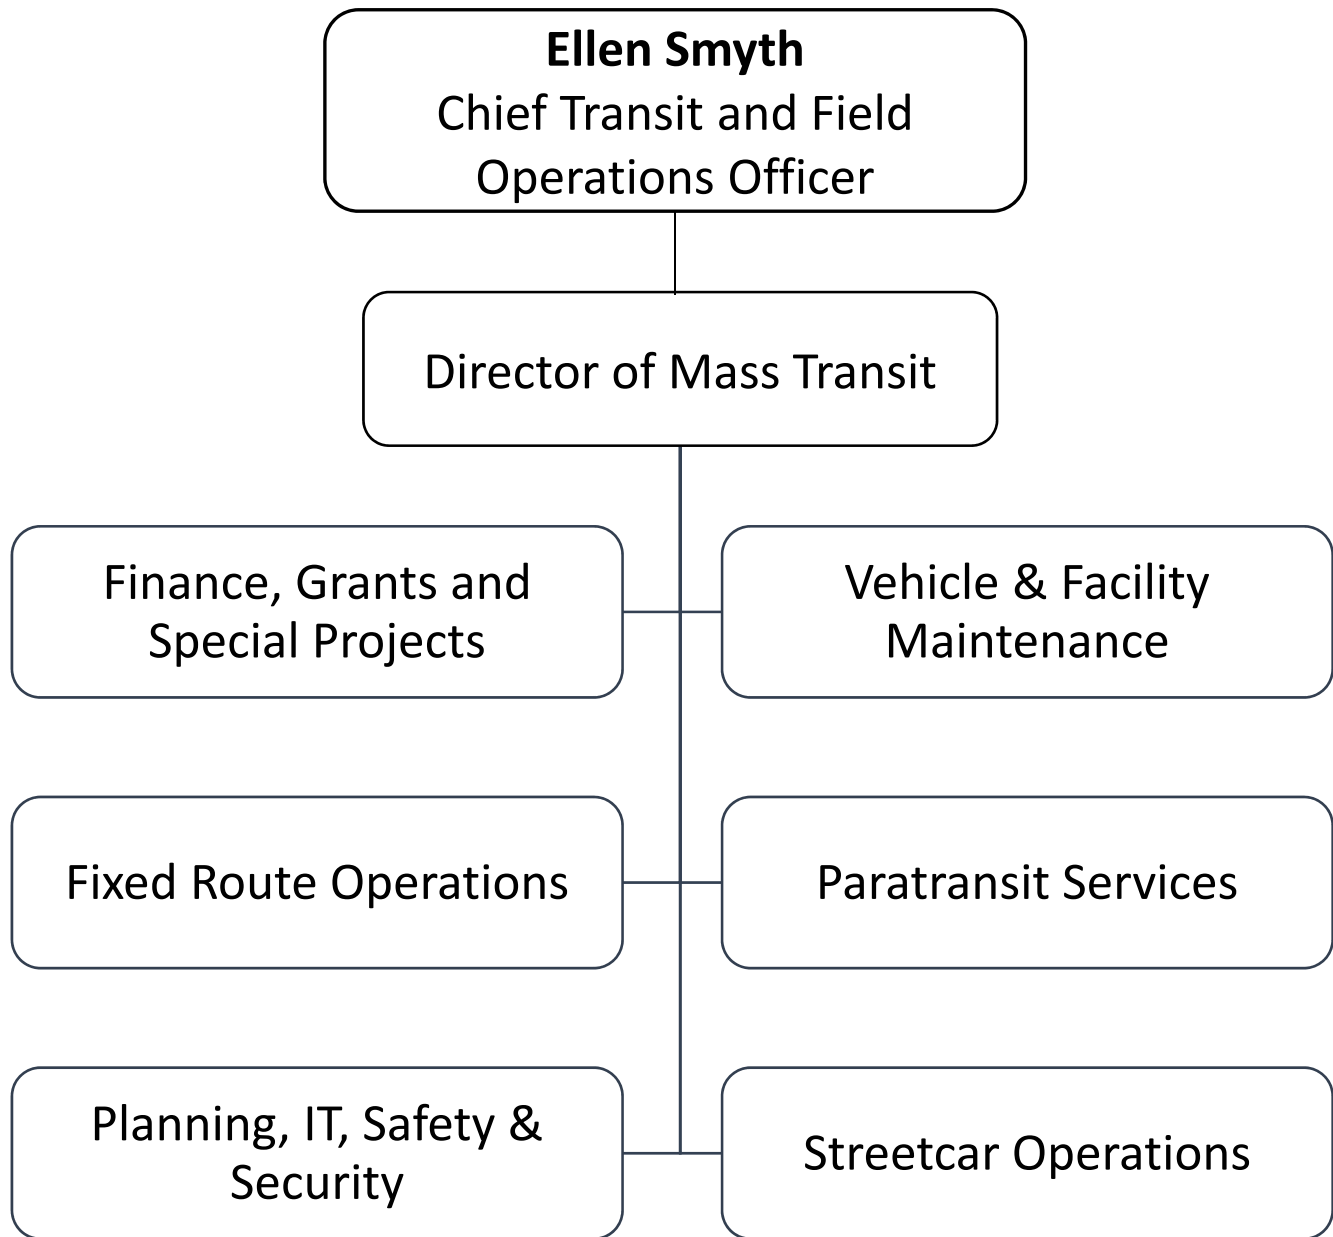 Ellen Smyth
Chief Transit and Field
Operations Officer
Director of Mass Transit
Finance, Grants and
Special Projects
Vehicle & Facility
Maintenance
Fixed Route Operations
Paratransit Services
Planning, IT, Safety &
Security
Streetcar Operations